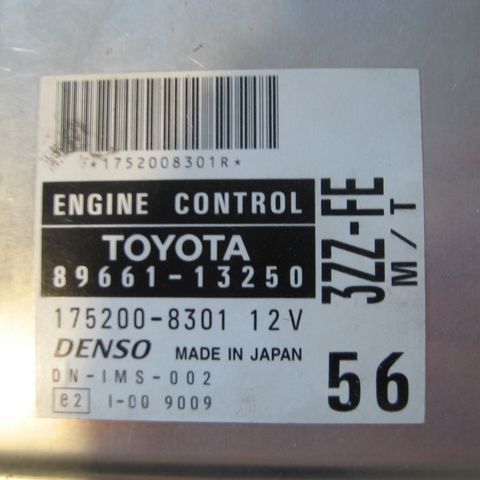 *1752008301R*
ENGINE CONTROL
TOYOTA
89661-13250
3ZZ-FE
M/T
175200-8301 12V
DENSO MADE IN JAPAN
DN-IMS-002
56
e2 I-00 9009